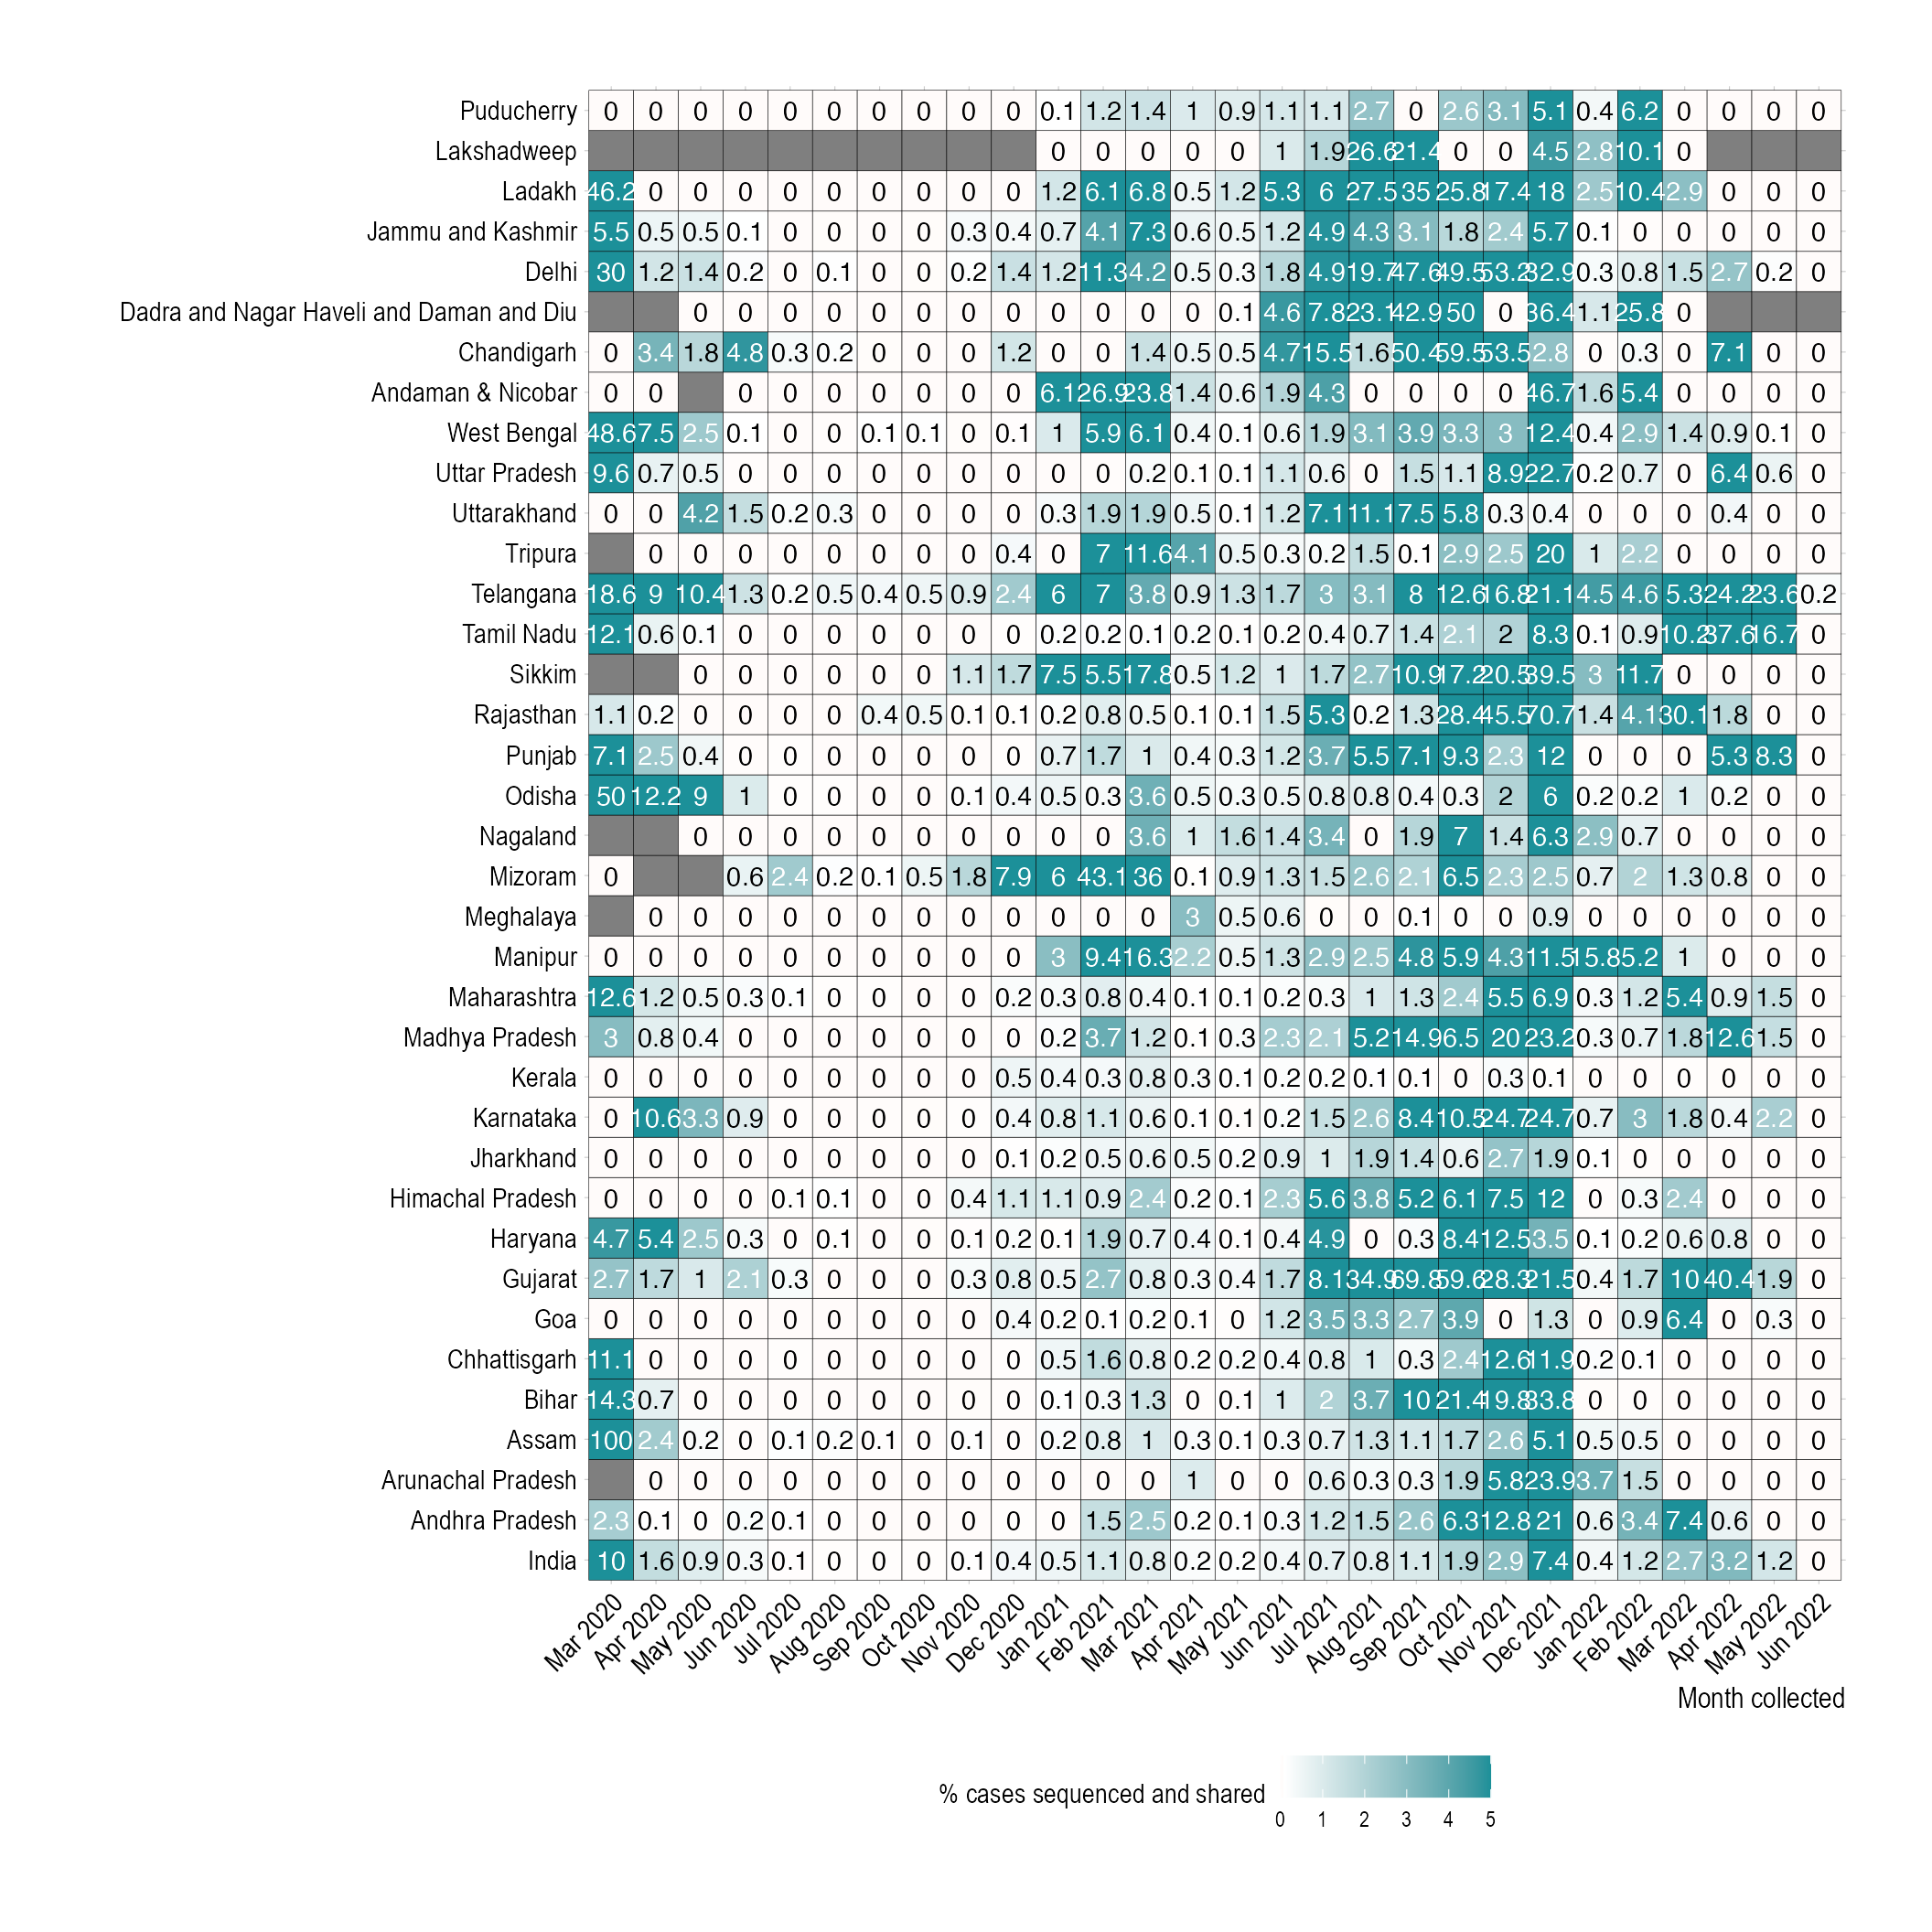 Puducherry 0 0 0 0 0 0 0 0 0 0 0.1 1.2 1.4 1 0.9 1.1 1.1 2.7 0 2.6 3.1 5.1 0.4 6.2 0 0 0 0
Lakshadweep 0 0 0 0 0 1 1.9 26.6 21.4 0 0 4.5 2.8 10.1 0
Ladakh 46.2 0 0 0 0 0 0 0 0 0 1.2 6.1 6.8 0.5 1.2 5.3 6 27.5 35 25.8 17.4 18 2.5 10.4 2.9 0 0 0
Jammu and Kashmir 5.5 0.5 0.5 0.1 0 0 0 0 0.3 0.4 0.7 4.1 7.3 0.6 0.5 1.2 4.9 4.3 3.1 1.8 2.4 5.7 0.1 0 0 0 0 0
Delhi 30 1.2 1.4 0.2 0 0.1 0 0 0.2 1.4 1.2 11.3 4.2 0.5 0.3 1.8 4.9 19.7 47.6 49.5 53.2 32.9 0.3 0.8 1.5 2.7 0.2 0
Dadra and Nagar Haveli and Daman and Diu 0 0 0 0 0 0 0 0 0 0 0 0 0.1 4.6 7.8 23.1 42.9 50 0 36.4 1.1 25.8 0
Chandigarh 0 3.4 1.8 4.8 0.3 0.2 0 0 0 1.2 0 0 1.4 0.5 0.5 4.7 15.5 1.6 50.4 59.5 53.5 2.8 0 0.3 0 7.1 0 0
Andaman & Nicobar 0 0 0 0 0 0 0 0 0 6.1 26.9 23.8 1.4 0.6 1.9 4.3 0 0 0 0 46.7 1.6 5.4 0 0 0 0
West Bengal 48.6 7.5 2.5 0.1 0 0 0.1 0.1 0 0.1 1 5.9 6.1 0.4 0.1 0.6 1.9 3.1 3.9 3.3 3 12.4 0.4 2.9 1.4 0.9 0.1 0
Uttar Pradesh 9.6 0.7 0.5 0 0 0 0 0 0 0 0 0 0.2 0.1 0.1 1.1 0.6 0 1.5 1.1 8.9 22.7 0.2 0.7 0 6.4 0.6 0
Uttarakhand 0 0 4.2 1.5 0.2 0.3 0 0 0 0 0.3 1.9 1.9 0.5 0.1 1.2 7.1 11.1 7.5 5.8 0.3 0.4 0 0 0 0.4 0 0
Tripura 0 0 0 0 0 0 0 0 0.4 0 7 11.6 4.1 0.5 0.3 0.2 1.5 0.1 2.9 2.5 20 1 2.2 0 0 0 0
Telangana 18.6 9 10.4 1.3 0.2 0.5 0.4 0.5 0.9 2.4 6 7 3.8 0.9 1.3 1.7 3 3.1 8 12.6 16.8 21.1 4.5 4.6 5.3 24.2 23.6 0.2
Tamil Nadu 12.1 0.6 0.1 0 0 0 0 0 0 0 0.2 0.2 0.1 0.2 0.1 0.2 0.4 0.7 1.4 2.1 2 8.3 0.1 0.9 10.2 37.6 16.7 0
Sikkim 0 0 0 0 0 0 1.1 1.7 7.5 5.5 17.8 0.5 1.2 1 1.7 2.7 10.9 17.2 20.5 39.5 3 11.7 0 0 0 0
Rajasthan 1.1 0.2 0 0 0 0 0.4 0.5 0.1 0.1 0.2 0.8 0.5 0.1 0.1 1.5 5.3 0.2 1.3 28.4 45.5 70.7 1.4 4.1 30.1 1.8 0 0
Punjab 7.1 2.5 0.4 0 0 0 0 0 0 0 0.7 1.7 1 0.4 0.3 1.2 3.7 5.5 7.1 9.3 2.3 12 0 0 0 5.3 8.3 0
Odisha 50 12.2 9 1 0 0 0 0 0.1 0.4 0.5 0.3 3.6 0.5 0.3 0.5 0.8 0.8 0.4 0.3 2 6 0.2 0.2 1 0.2 0 0
Nagaland 0 0 0 0 0 0 0 0 0 0 3.6 1 1.6 1.4 3.4 0 1.9 7 1.4 6.3 2.9 0.7 0 0 0 0
Mizoram 0 0.6 2.4 0.2 0.1 0.5 1.8 7.9 6 43.1 36 0.1 0.9 1.3 1.5 2.6 2.1 6.5 2.3 2.5 0.7 2 1.3 0.8 0 0
Meghalaya 0 0 0 0 0 0 0 0 0 0 0 0 3 0.5 0.6 0 0 0.1 0 0 0.9 0 0 0 0 0 0
Manipur 0 0 0 0 0 0 0 0 0 0 3 9.4 16.3 2.2 0.5 1.3 2.9 2.5 4.8 5.9 4.3 11.5 15.8 5.2 1 0 0 0
Maharashtra 12.6 1.2 0.5 0.3 0.1 0 0 0 0 0.2 0.3 0.8 0.4 0.1 0.1 0.2 0.3 1 1.3 2.4 5.5 6.9 0.3 1.2 5.4 0.9 1.5 0
Madhya Pradesh 3 0.8 0.4 0 0 0 0 0 0 0 0.2 3.7 1.2 0.1 0.3 2.3 2.1 5.2 14.9 6.5 20 23.2 0.3 0.7 1.8 12.6 1.5 0
Kerala 0 0 0 0 0 0 0 0 0 0.5 0.4 0.3 0.8 0.3 0.1 0.2 0.2 0.1 0.1 0 0.3 0.1 0 0 0 0 0 0
Karnataka 0 10.6 3.3 0.9 0 0 0 0 0 0.4 0.8 1.1 0.6 0.1 0.1 0.2 1.5 2.6 8.4 10.5 24.7 24.7 0.7 3 1.8 0.4 2.2 0
Jharkhand 0 0 0 0 0 0 0 0 0 0.1 0.2 0.5 0.6 0.5 0.2 0.9 1 1.9 1.4 0.6 2.7 1.9 0.1 0 0 0 0 0
Himachal Pradesh 0 0 0 0 0.1 0.1 0 0 0.4 1.1 1.1 0.9 2.4 0.2 0.1 2.3 5.6 3.8 5.2 6.1 7.5 12 0 0.3 2.4 0 0 0
Haryana 4.7 5.4 2.5 0.3 0 0.1 0 0 0.1 0.2 0.1 1.9 0.7 0.4 0.1 0.4 4.9 0 0.3 8.4 12.5 3.5 0.1 0.2 0.6 0.8 0 0
Gujarat 2.7 1.7 1 2.1 0.3 0 0 0 0.3 0.8 0.5 2.7 0.8 0.3 0.4 1.7 8.1 34.9 69.8 59.6 28.3 21.5 0.4 1.7 10 40.4 1.9 0
Goa 0 0 0 0 0 0 0 0 0 0.4 0.2 0.1 0.2 0.1 0 1.2 3.5 3.3 2.7 3.9 0 1.3 0 0.9 6.4 0 0.3 0
Chhattisgarh 11.1 0 0 0 0 0 0 0 0 0 0.5 1.6 0.8 0.2 0.2 0.4 0.8 1 0.3 2.4 12.6 11.9 0.2 0.1 0 0 0 0
Bihar 14.3 0.7 0 0 0 0 0 0 0 0 0.1 0.3 1.3 0 0.1 1 2 3.7 10 21.4 19.8 33.8 0 0 0 0 0 0
Assam 100 2.4 0.2 0 0.1 0.2 0.1 0 0.1 0 0.2 0.8 1 0.3 0.1 0.3 0.7 1.3 1.1 1.7 2.6 5.1 0.5 0.5 0 0 0 0
Arunachal Pradesh 0 0 0 0 0 0 0 0 0 0 0 0 1 0 0 0.6 0.3 0.3 1.9 5.8 23.9 3.7 1.5 0 0 0 0
Andhra Pradesh 2.3 0.1 0 0.2 0.1 0 0 0 0 0 0 1.5 2.5 0.2 0.1 0.3 1.2 1.5 2.6 6.3 12.8 21 0.6 3.4 7.4 0.6 0 0
India 10 1.6 0.9 0.3 0.1 0 0 0 0.1 0.4 0.5 1.1 0.8 0.2 0.2 0.4 0.7 0.8 1.1 1.9 2.9 7.4 0.4 1.2 2.7 3.2 1.2 0
Mar 2020 Apr 2020 May 2020 Jun 2020 Jul 2020 Aug 2020 Sep 2020 Oct 2020 Nov 2020 Dec 2020 Jan 2021 Feb 2021 Mar 2021 Apr 2021 May 2021 Jun 2021 Jul 2021 Aug 2021 Sep 2021 Oct 2021 Nov 2021 Dec 2021 Jan 2022 Feb 2022 Mar 2022 Apr 2022 May 2022 Jun 2022
Month collected
% cases sequenced and shared
0 1 2 3 4 5